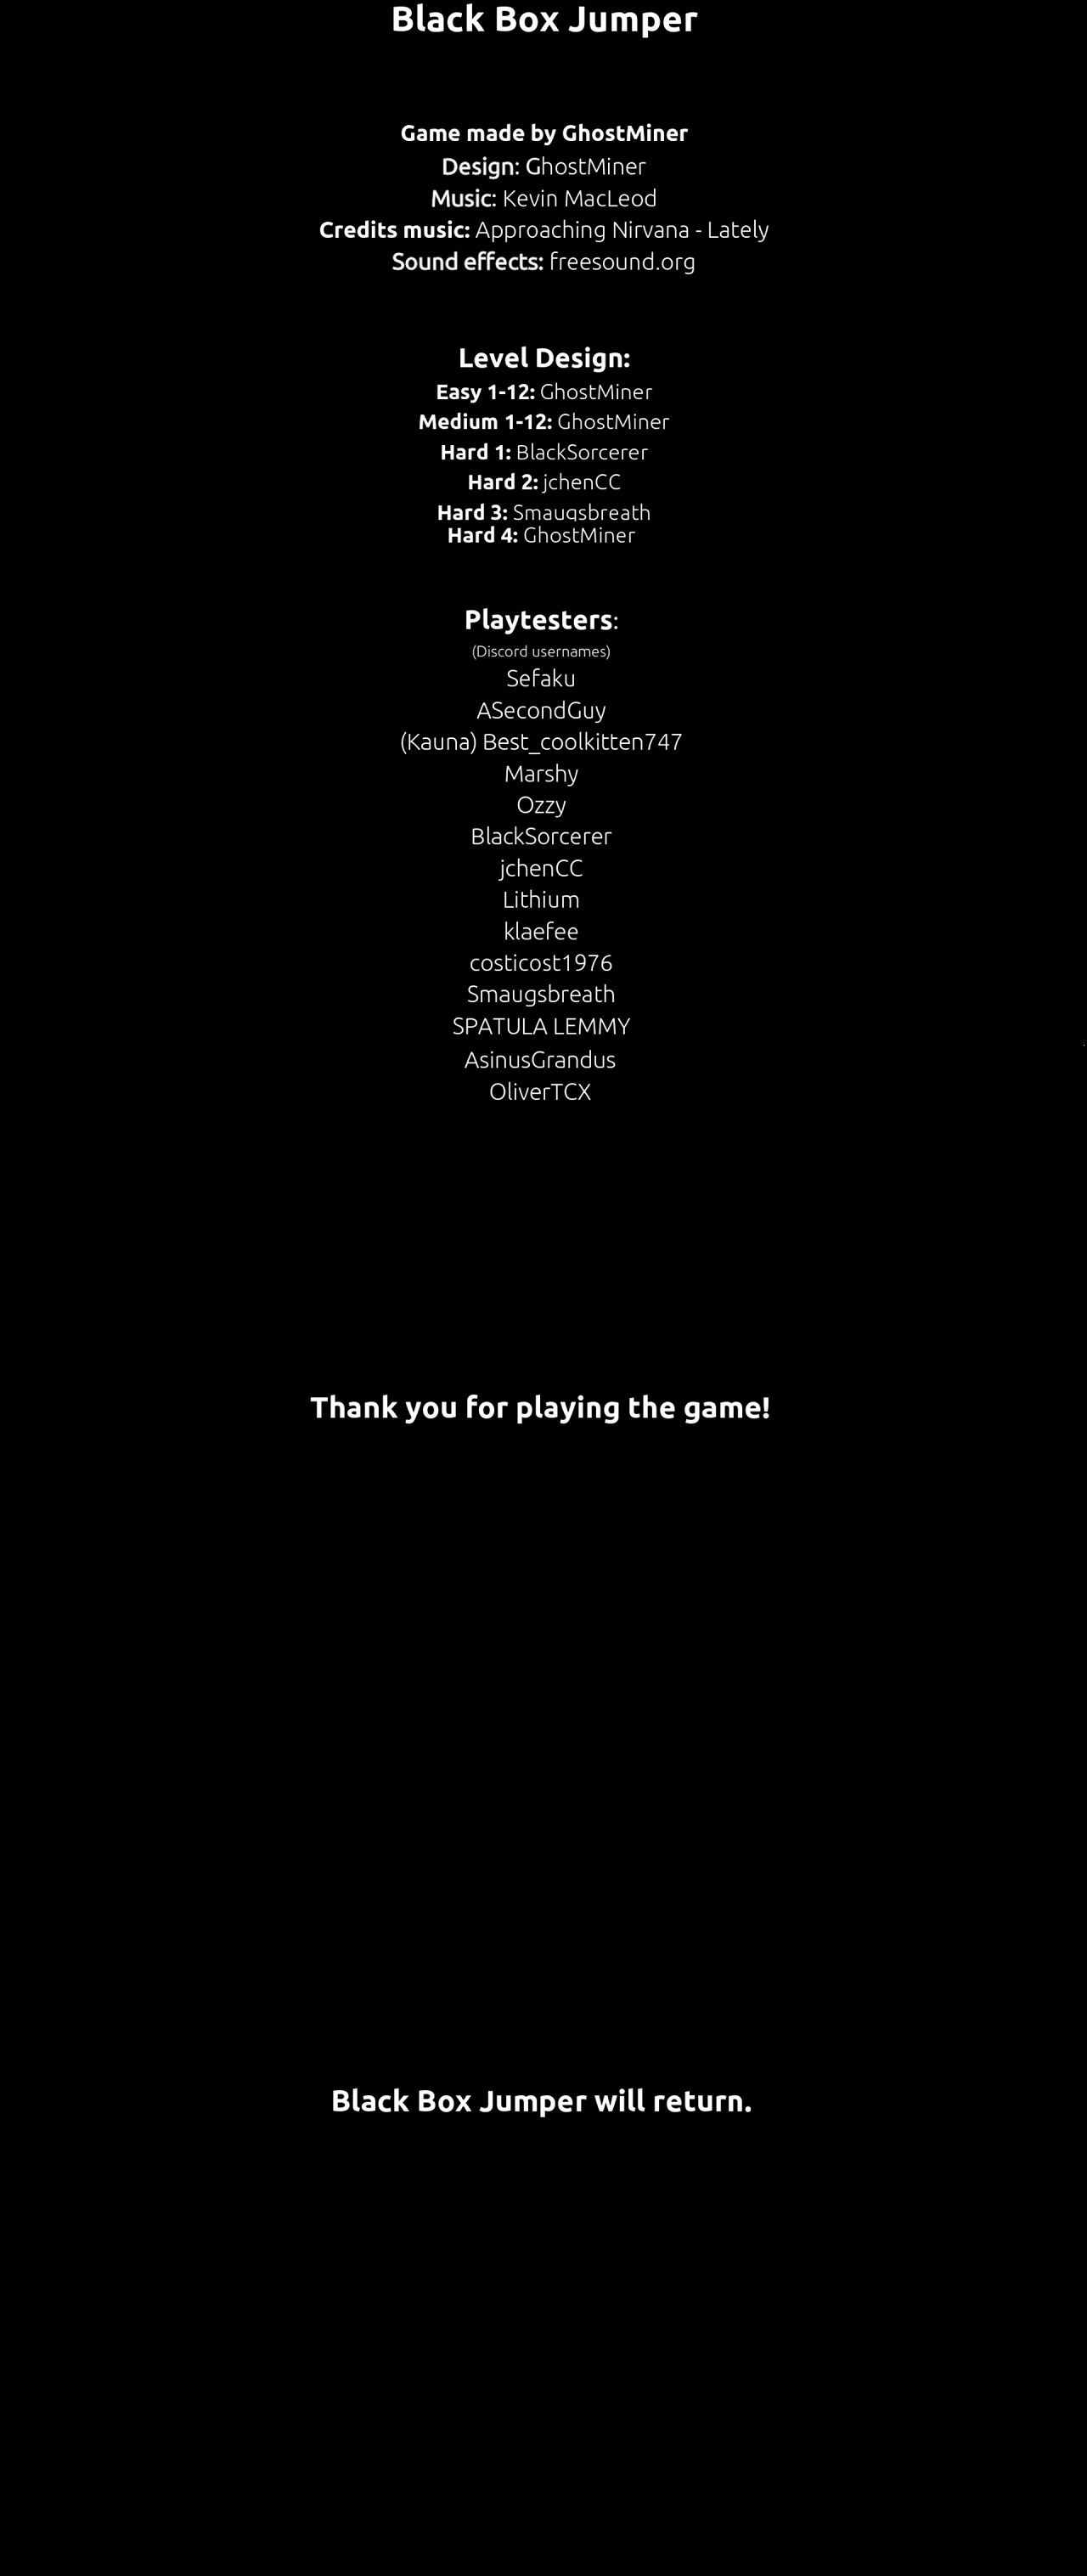 Black Box Jumper
Game made by GhostMiner
Design: GhostMiner
Music: Kevin MacLeod
Credits music: Approaching Nirvana - Lately
Sound effects: freesound.org
Level Design:
Easy 1-12: GhostMiner
Medium 1-12: GhostMiner
Hard 1: BlackSorcerer
Hard 2: jchenCC
Hard 3: Smaugsbreath
Hard 4: GhostMiner
Playtesters:
(Discord usernames)
Sefaku
ASecondGuy
(Kauna) Best_coolkitten747
Marshy
Ozzy
BlackSorcerer
jchenCC
Lithium
klaefee
costicost1976
Smaugsbreath
SPATULA LEMMY
AsinusGrandus
OliverTCX
Thank you for playing the game!
Black Box Jumper will return.